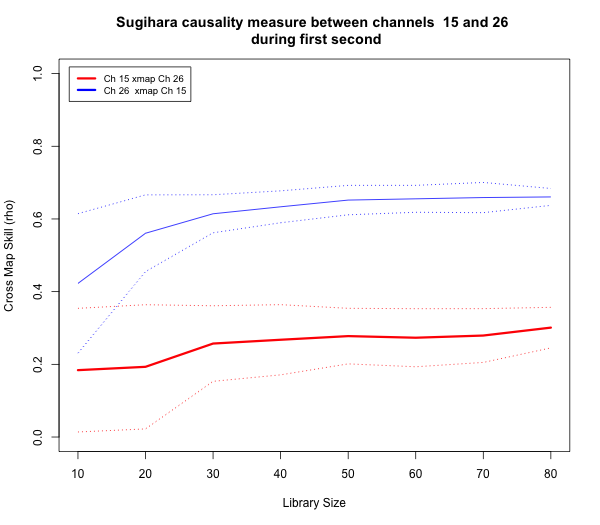 Sugihara causality measure between channels  15 and 26
during first second
Ch 15 xmap Ch 26
Ch 26  xmap Ch 15
Cross Map Skill (rho)
1.0
0.8
0.6
0.4
0.2
0.0
10 20 30 40 50 60 70 80
Library Size